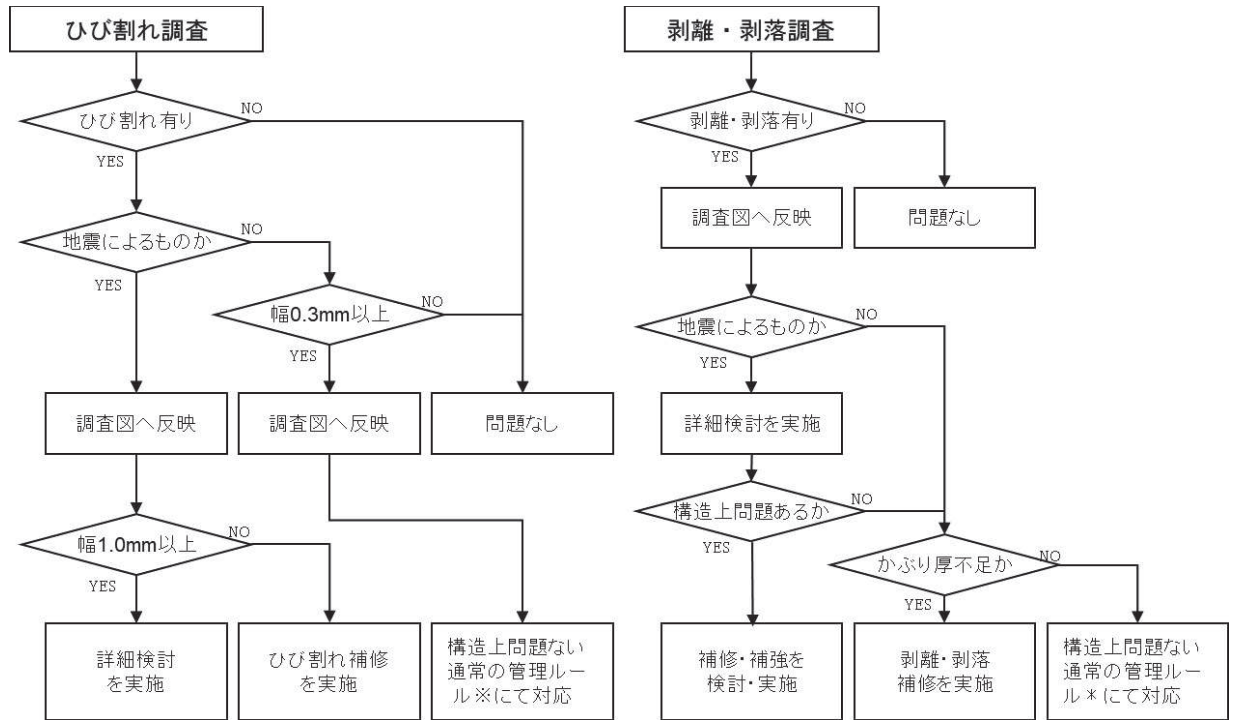 ひび割れ調査
ひび割れ有り
NO
YES
地震によるものか
NO
YES
幅0.3mm以上
NO
YES
調査図へ反映
調査図へ反映
問題なし
幅1.0mm以上
NO
YES
詳細検討
を実施
ひび割れ補修
を実施
構造上問題ない
通常の管理ルー
ル※にて対応
剥離・剥落調査
剥離・剥落有り
NO
YES
調査図へ反映
問題なし
地震によるものか
NO
YES
詳細検討を実施
構造上問題あるか
NO
YES
かぶり厚不足か
NO
YES
補修・補強を
検討・実施
剥離・剥落
補修を実施
構造上問題ない
通常の管理ルー
ル＊にて対応